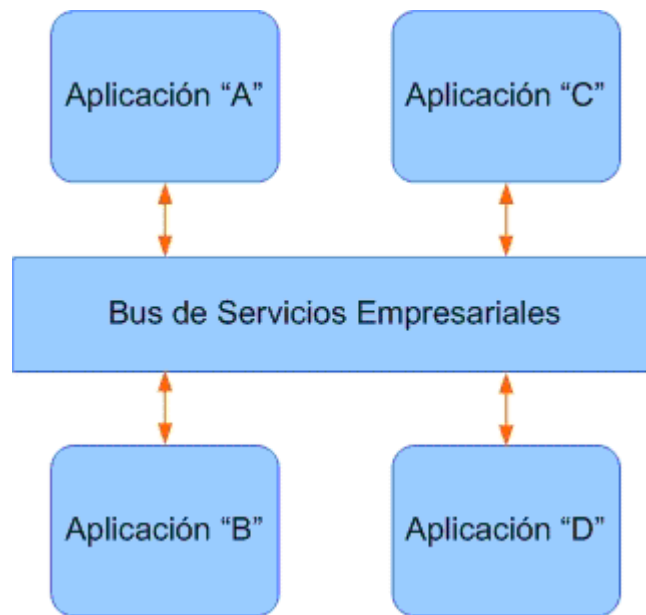 Aplicación “A”
Aplicación “C”
Bus de Servicios Empresariales
Aplicación “B”
Aplicación “D”